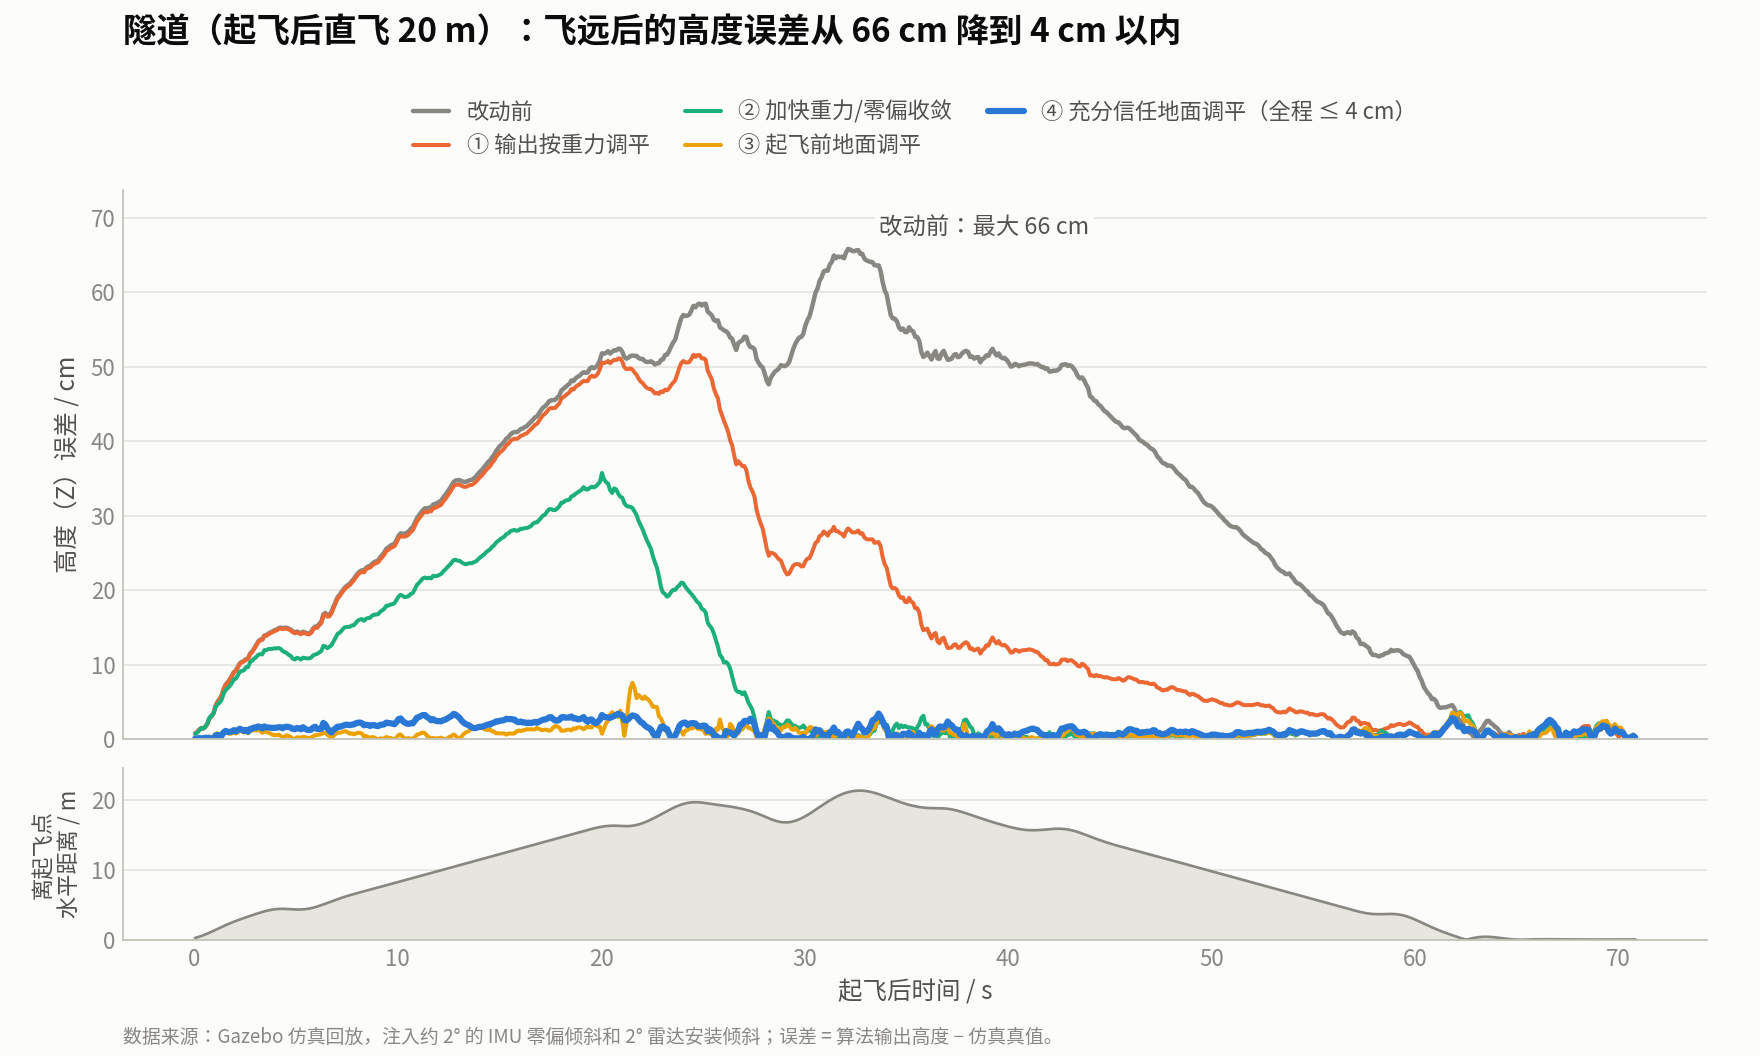 隧道（起飞后直飞 20 m）：飞远后的高度误差从 66 cm 降到 4 cm 以内
改动前
② 加快重力/零偏收敛
④ 充分信任地面调平（全程 ≤ 4 cm）
① 输出按重力调平
③ 起飞前地面调平
高度（Z）误差 / cm
70
60
50
40
30
20
10
0
改动前：最大 66 cm
离起飞点
水平距离 / m
20
10
0
0 10 20 30 40 50 60 70
起飞后时间 / s
数据来源：Gazebo 仿真回放，注入约 2° 的 IMU 零偏倾斜和 2° 雷达安装倾斜；误差 = 算法输出高度 − 仿真真值。